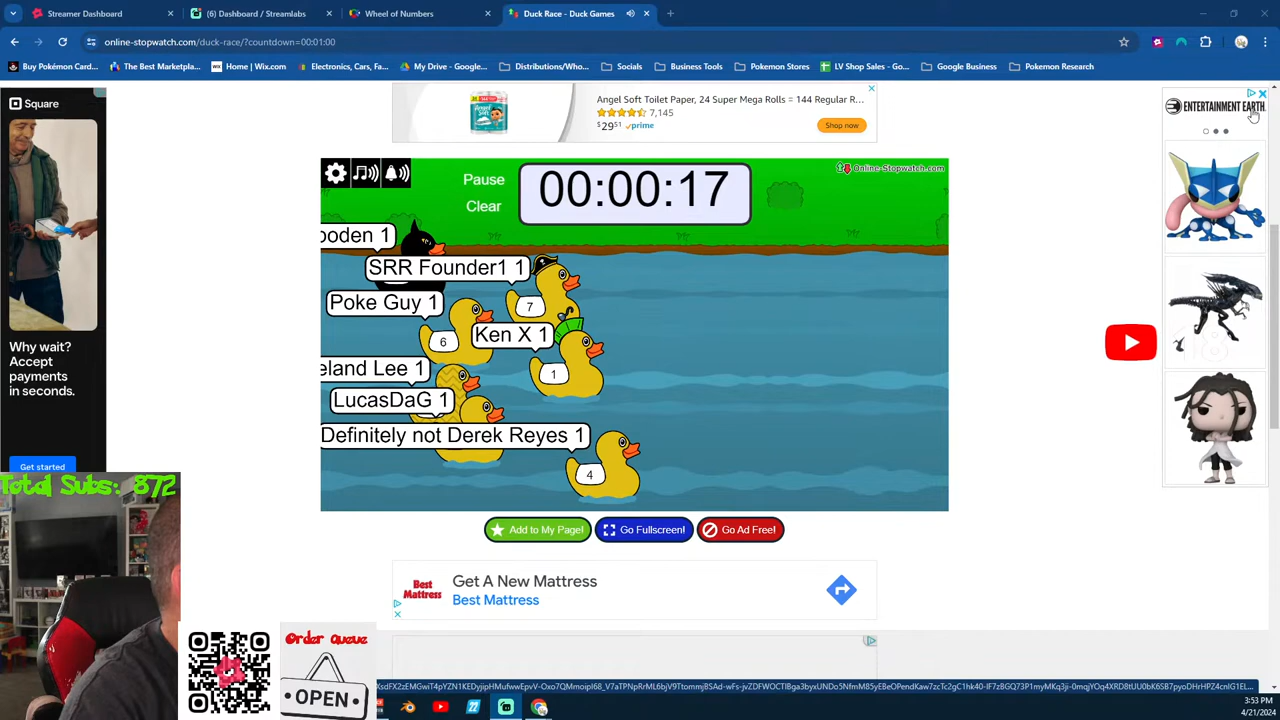 Streamer Dashboard
(1) Dashboard / Streamlabs
Wheel of Numbers
Duck Race - Duck Games
online-stopwatch.com/duck-race/?countdown=00:01:00
Buy Pokémon Card...
The Best Marketplac...
Home | Wix.com
Electronics, Cars, Fa...
My Drive - Google...
Distributions/Who...
Socials
Business Tools
Pokemon Stores
LV Shop Sales - Go...
Google Business
Pokemon Research
Square
Why wait?
Accept
payments
in seconds.
Get started
Angel Soft Toilet Paper, 24 Super Mega Rolls = 144 Regular R...
7,145
$29⁵¹ prime
Shop now
ENTERTAINMENT EARTH
Pause
Clear
00:00:17
Online-Stopwatch.com
ooden 1
SRR Founder1 1
7
Poke Guy 1
6
Ken X 1
1
eland Lee 1
LucasDaG 1
Definitely not Derek Reyes 1
4
Add to My Page!
Go Fullscreen!
Go Ad Free!
Best
Mattress
Get A New Mattress
Best Mattress
Total Subs: 872
Order Queue
OPEN
3:53 PM
4/21/2024